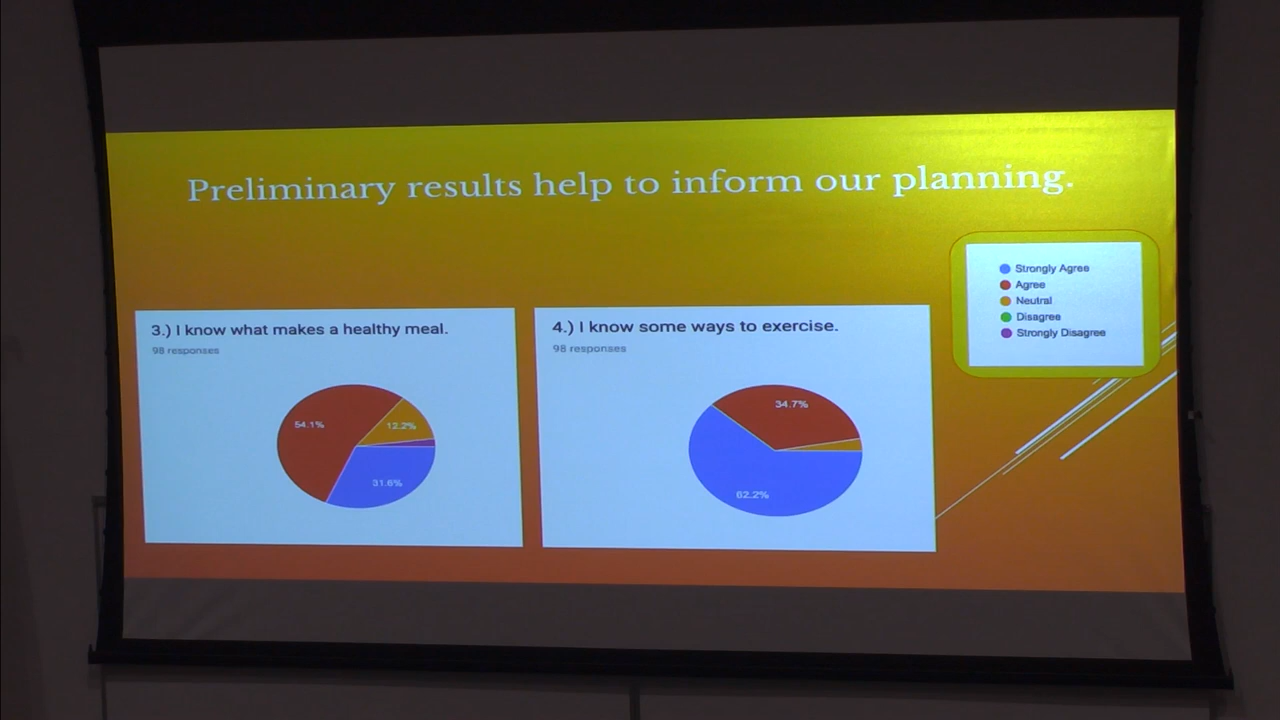 Preliminary results help to inform our planning.
Strongly Agree
Agree
Neutral
Disagree
Strongly Disagree
3.) I know what makes a healthy meal.
98 responses
54.1%
12.2%
31.6%
4.) I know some ways to exercise.
98 responses
34.7%
62.2%